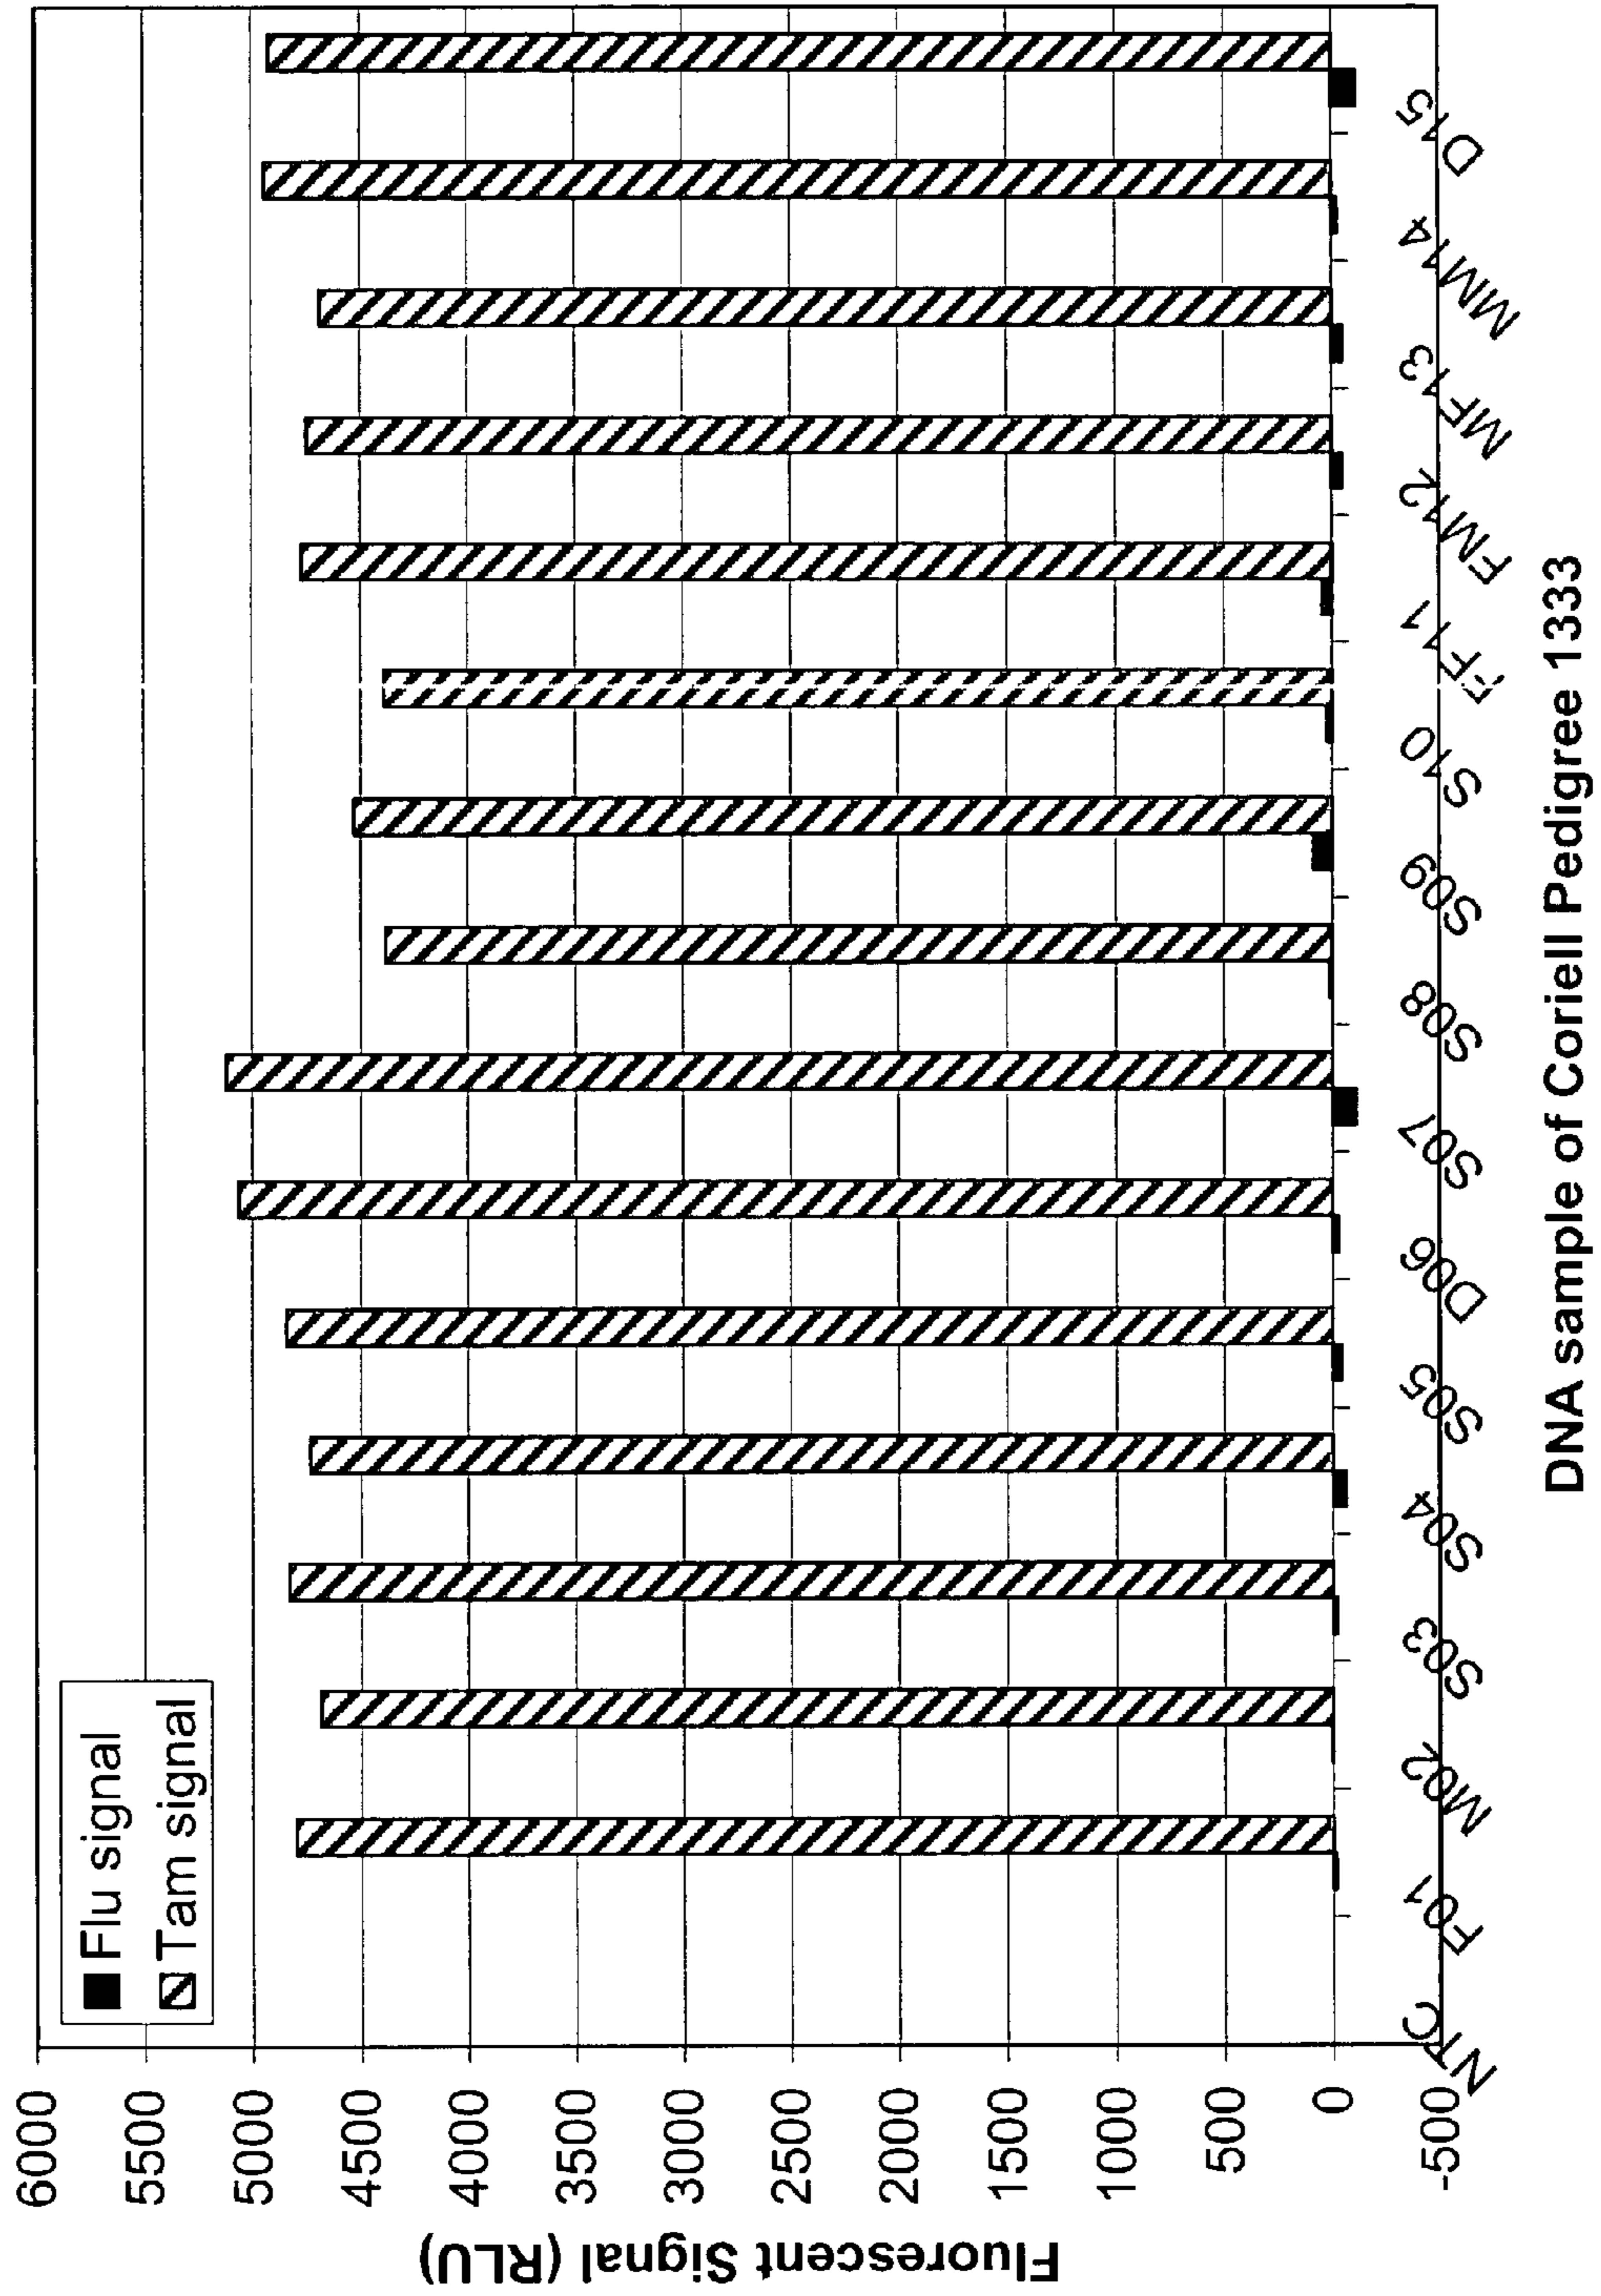 Flu signal
Tam signal
6000
5500
5000
4500
4000
3500
3000
2500
2000
1500
1000
500
0
-500
Fluorescent Signal (RLU)
NTC
F01
M02
S03
S04
S05
D06
S07
S08
S09
S10
FF11
FM12
MF13
MM14
D15
DNA sample of Coriell Pedigree 1333